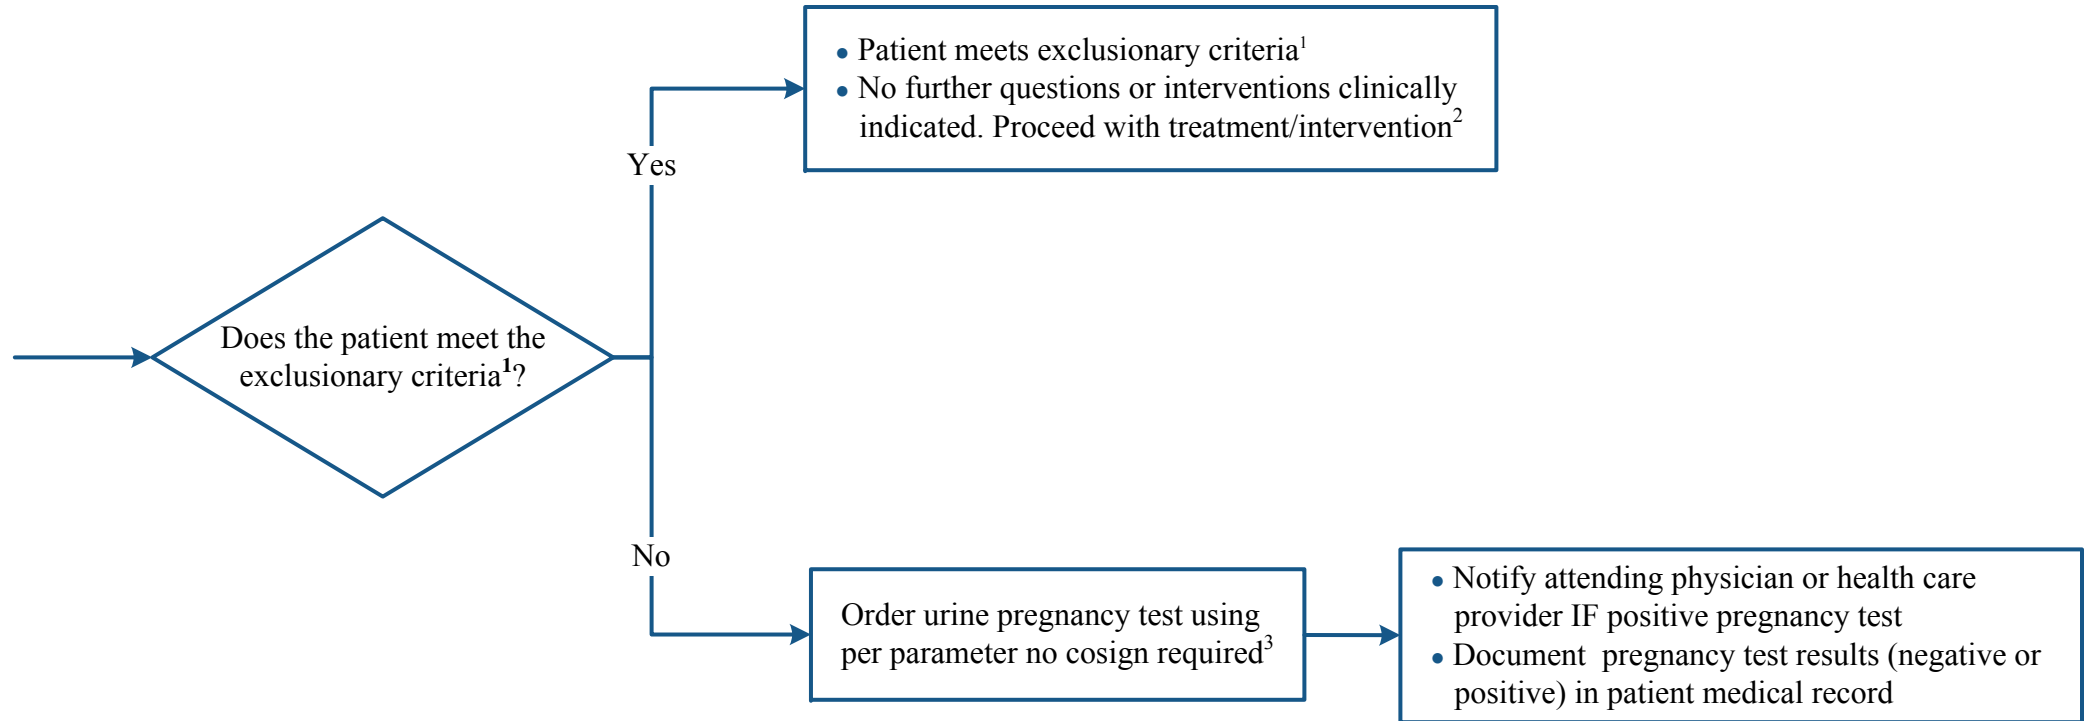 • Patient meets exclusionary criteria¹
• No further questions or interventions clinically
indicated. Proceed with treatment/intervention²
Yes
Does the patient meet the
exclusionary criteria¹?
No
Order urine pregnancy test using
per parameter no cosign required³
• Notify attending physician or health care
provider IF positive pregnancy test
• Document  pregnancy test results (negative or
positive) in patient medical record